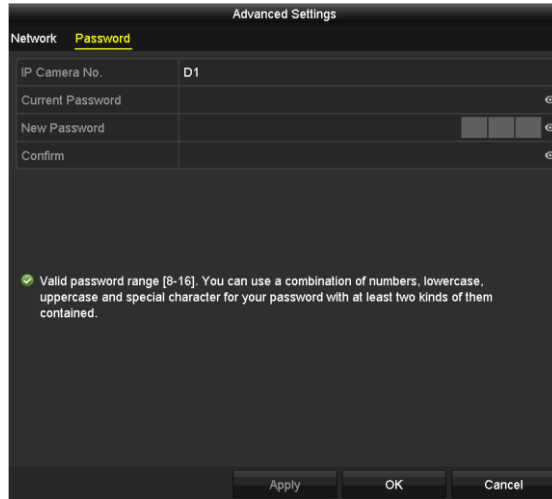 Advanced Settings
Network Password
IP Camera No. D1
Current Password
New Password
Confirm
Valid password range [8-16]. You can use a combination of numbers, lowercase,
uppercase and special character for your password with at least two kinds of them
contained.
Apply OK Cancel